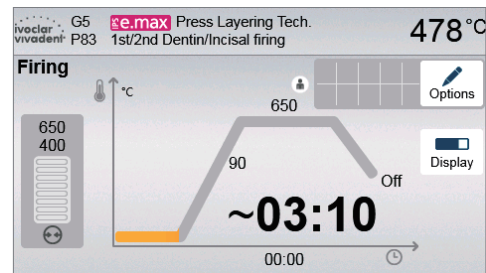 ivoclar vivadent G5 P83
IPS e.max Press Layering Tech.
1st/2nd Dentin/Incisal firing
478°C
Firing
°C
650
Options
650
400
90
Display
Off
~03:10
00:00